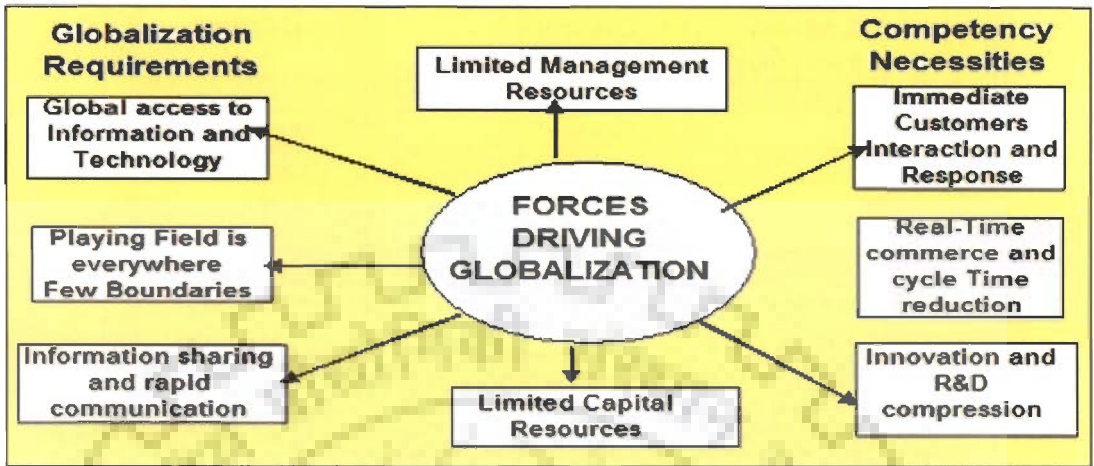 Globalization
Requirements
Global access to
Information and
Technology
Playing Field is
everywhere
Few Boundaries
Information sharing
and rapid
communication
Limited Management
Resources
FORCES
DRIVING
GLOBALIZATION
Limited Capital
Resources
Competency
Necessities
Immediate
Customers
Interaction and
Response
Real-Time
commerce and
cycle Time
reduction
Innovation and
R&D
compression